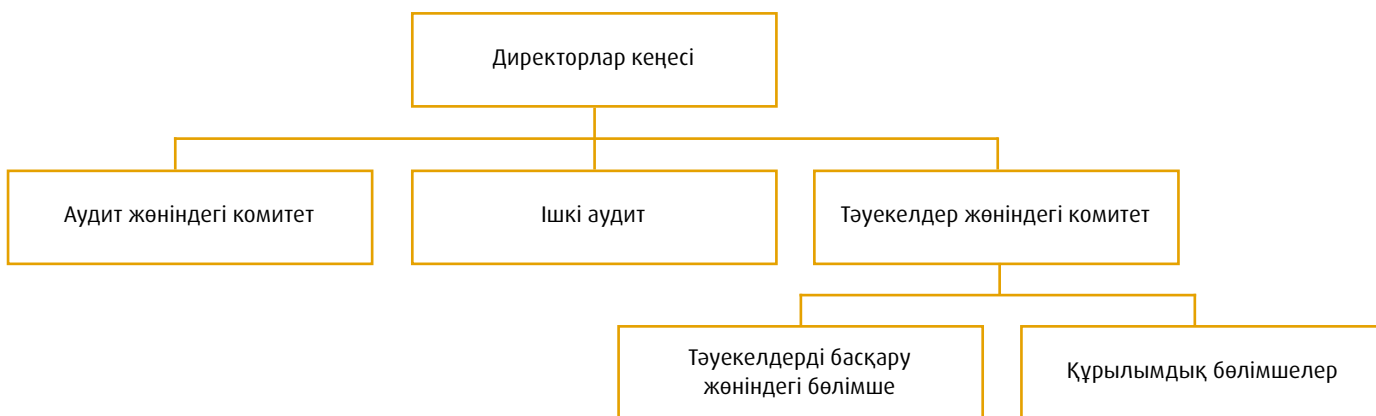 Директорлар кеңесі
Аудит жөніндегі комитет
Ішкі аудит
Тәуекелдер жөніндегі комитет
Тәуекелдерді басқару
жөніндегі бөлімше
Құрылымдық бөлімшелер